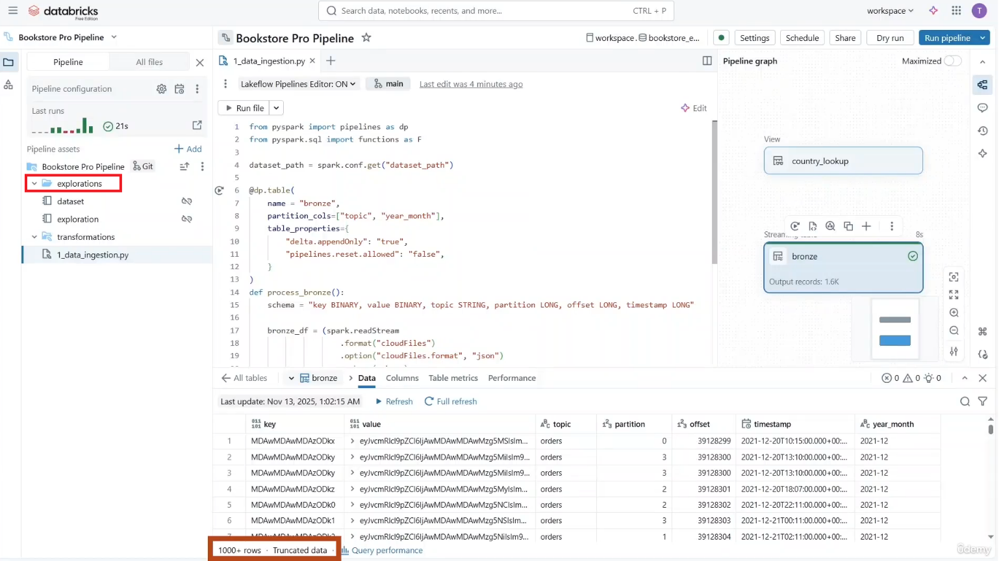 databricks
Free Edition
Search data, notebooks, recents, and more...
CTRL + P
workspace
T
Bookstore Pro Pipeline
Bookstore Pro Pipeline
workspace.
bookstore_e...
Settings
Schedule
Share
Dry run
Run pipeline
Pipeline
All files
1_data_ingestion.py
Pipeline graph
Maximized
Pipeline configuration
Lakeflow Pipelines Editor: ON
main
Last edit was 4 minutes ago
Last runs
21s
Run file
Edit
Pipeline assets
Add
Bookstore Pro Pipeline
Git
explorations
dataset
exploration
transformations
1_data_ingestion.py
1 from pyspark import pipelines as dp
2 from pyspark.sql import functions as F
3
4 dataset_path = spark.conf.get("dataset_path")
5
6 @dp.table(
7 name = "bronze",
8 partition_cols=["topic", "year_month"],
9 table_properties={
10 "delta.appendOnly": "true",
11 "pipelines.reset.allowed": "false",
12 }
13 )
14 def process_bronze():
15 schema = "key BINARY, value BINARY, topic STRING, partition LONG, offset LONG, timestamp LONG"
16
17 bronze_df = (spark.readStream
18 .format("cloudFiles")
19 .option("cloudFiles.format", "json")
View
country_lookup
8s
bronze
Output records: 1.6K
All tables
bronze
Data
Columns
Table metrics
Performance
0
0
0
Last update: Nov 13, 2025, 1:02:15 AM
Refresh
Full refresh
key value topic partition offset timestamp year_month
1 MDAwMDAwMDAzODkx eyJvcmRlcl9pZCI6IjAwMDAwMDAwMzg5MSIsIm... orders 0 39128299 2021-12-20T10:15:00.000+00:... 2021-12
2 MDAwMDAwMDAzODky eyJvcmRlcl9pZCI6IjAwMDAwMDAwMzg5MiIsIm9... orders 3 39128300 2021-12-20T13:10:00.000+00:... 2021-12
3 MDAwMDAwMDAzODky eyJvcmRlcl9pZCI6IjAwMDAwMDAwMzg5MiIsIm9... orders 3 39128300 2021-12-20T13:10:00.000+00:... 2021-12
4 MDAwMDAwMDAzODkz eyJvcmRlcl9pZCI6IjAwMDAwMDAwMzg5MyIsIm... orders 2 39128301 2021-12-20T18:07:00.000+00:... 2021-12
5 MDAwMDAwMDAzODk0 eyJvcmRlcl9pZCI6IjAwMDAwMDAwMzg5NCIsIm... orders 2 39128302 2021-12-20T22:11:00.000+00:... 2021-12
6 MDAwMDAwMDAzODk1 eyJvcmRlcl9pZCI6IjAwMDAwMDAwMzg5NSIsIm... orders 3 39128303 2021-12-21T00:11:00.000+00:... 2021-12
eyJvcmRlcl9pZCI6IjAwMDAwMDAwMzg5NiIsIm9... orders 1 39128304 2021-12-21T02:11:00.000+00:... 2021-12
1000+ rows · Truncated data ·
Query performance
ûdemy